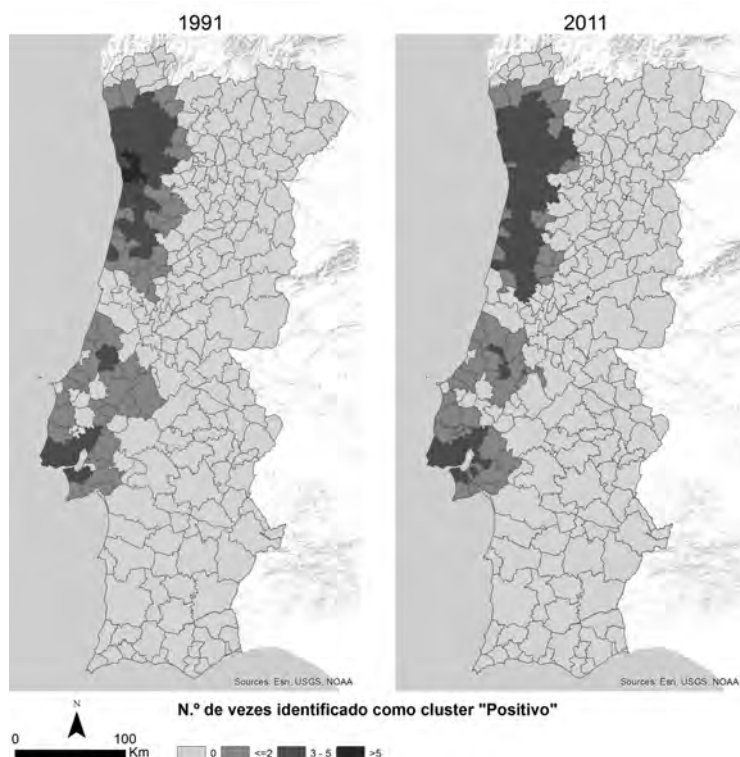 1991
2011
Sources: Esri, USGS, NOAA
Sources: Esri, USGS, NOAA
N.º de vezes identificado como cluster "Positivo"
N
0 100
Km
0 <=2 3 - 5 >5